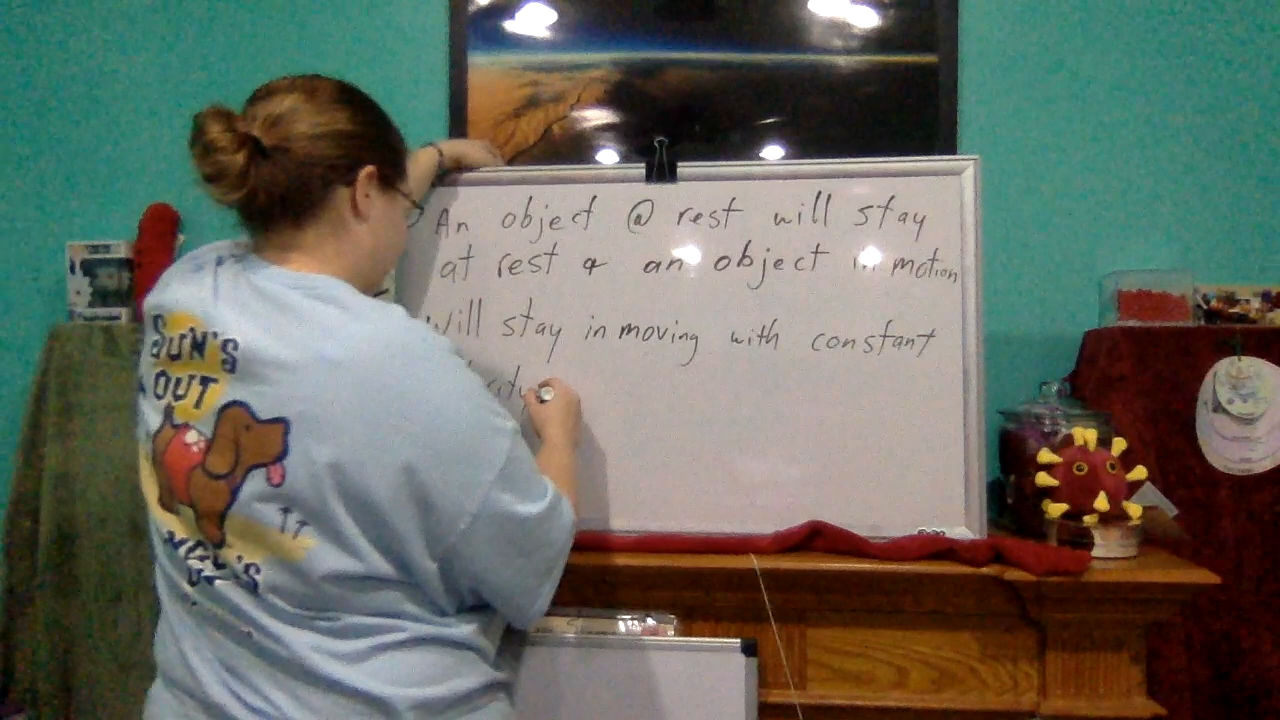 An object @ rest will stay
at rest & an object in motion
will stay in moving with constant
SUN'S
OUT